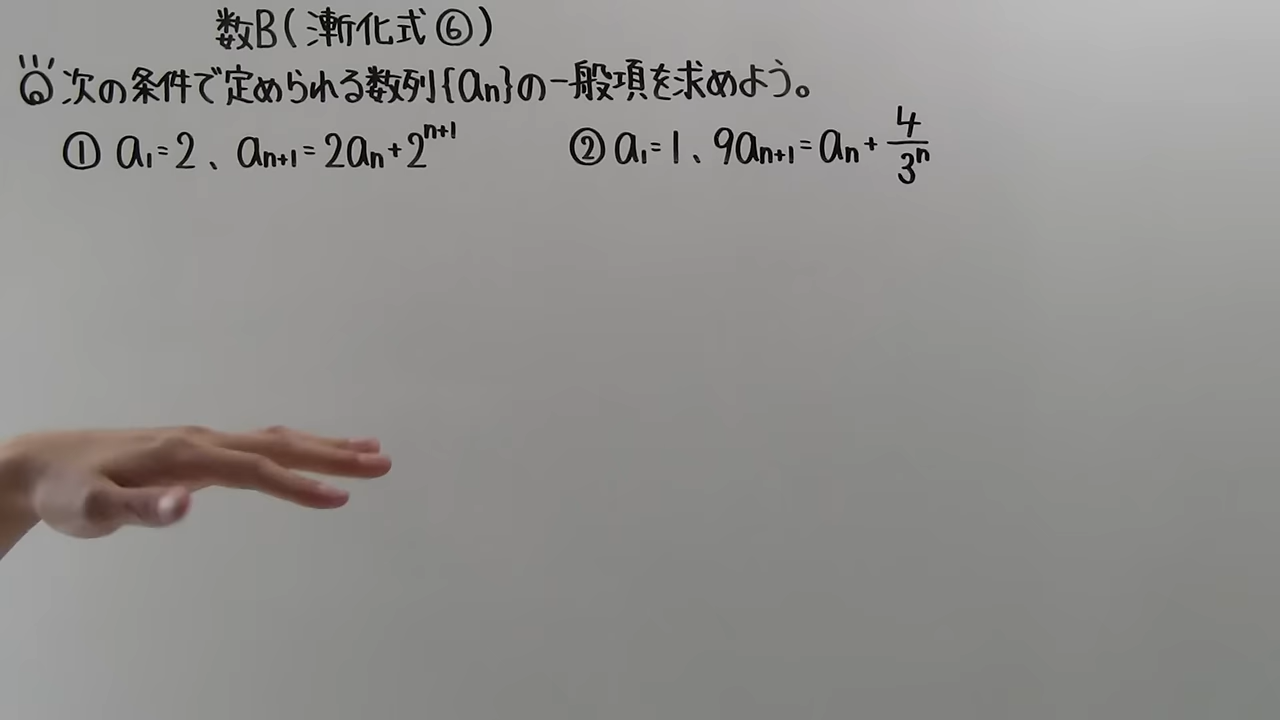 数B(漸化式⑥)
Q 次の条件で定められる数列{an}の一般項を求めよう。
① a1=2、an+1=2an+2^n+1 ② a1=1、9an+1=an+4/3^n